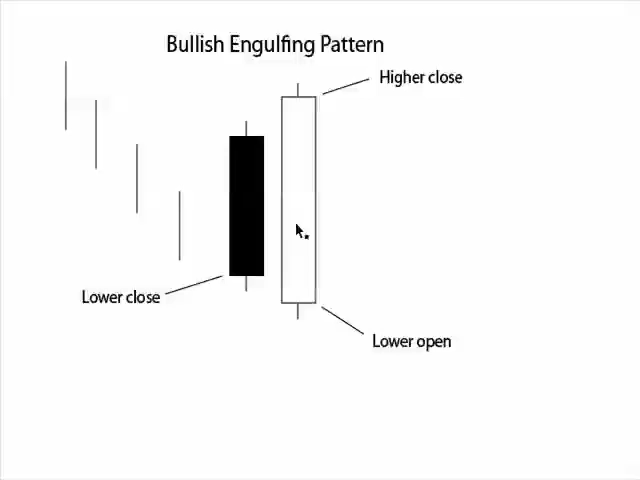 Bullish Engulfing Pattern
Higher close
Lower close
Lower open